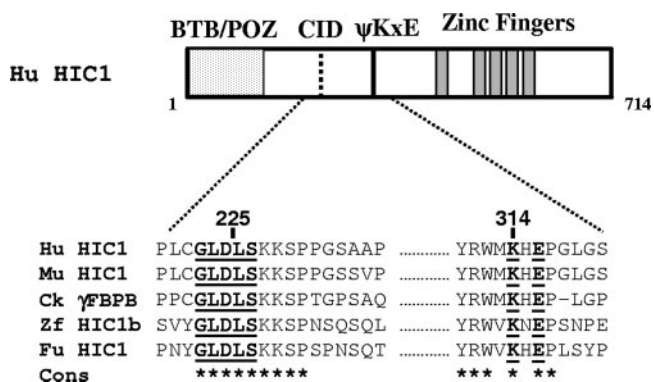 BTB/POZ CID ψKxE Zinc Fingers
Hu HIC1
1 714
225 314
Hu HIC1 PLCGLDLSKKSPPGSAAP ........... YRWMKHEPGLGS
Mu HIC1 PLCGLDLSKKSPPGSSVP ........... YRWMKHEPGLGS
Ck γFBPB PPCGLDLSKKSPTGPSAQ ........... YRWMKHEP-LGP
Zf HIC1b SVYGLDLSKKSPNSQSQL ........... YRWVKNEPSNPE
Fu HIC1 PNYGLDLSKKSPSPNSQT ........... YRWVKHEPLSYP
Cons ********* *** * **